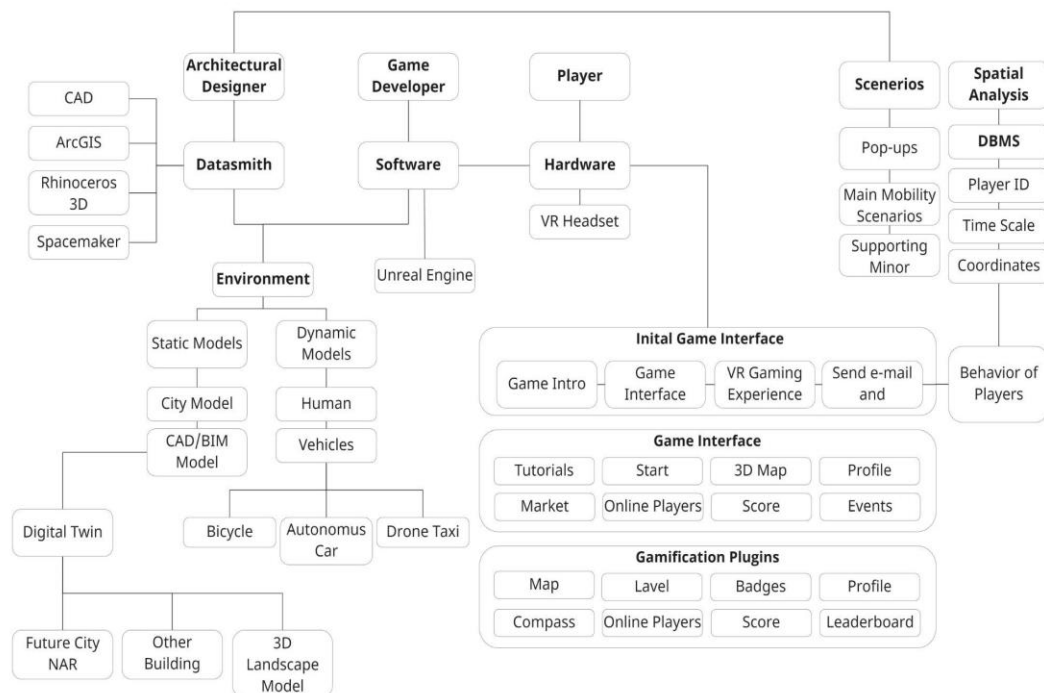 Architectural
Designer
Game
Developer
Player
Scenerios
Spatial
Analysis
CAD
ArcGIS
Rhinoceros
3D
Spacemaker
Datasmith
Software
Hardware
VR Headset
Unreal Engine
Pop-ups
Main Mobility
Scenarios
Supporting
Minor
DBMS
Player ID
Time Scale
Coordinates
Environment
Static Models
Dynamic
Models
City Model
Human
CAD/BIM
Model
Vehicles
Digital Twin
Bicycle
Autonomus
Car
Drone Taxi
Future City
NAR
Other
Building
3D
Landscape
Model
Inital Game Interface
Game Intro
Game
Interface
VR Gaming
Experience
Send e-mail
and
Behavior of
Players
Game Interface
Tutorials
Start
3D Map
Profile
Market
Online Players
Score
Events
Gamification Plugins
Map
Lavel
Badges
Profile
Compass
Online Players
Score
Leaderboard